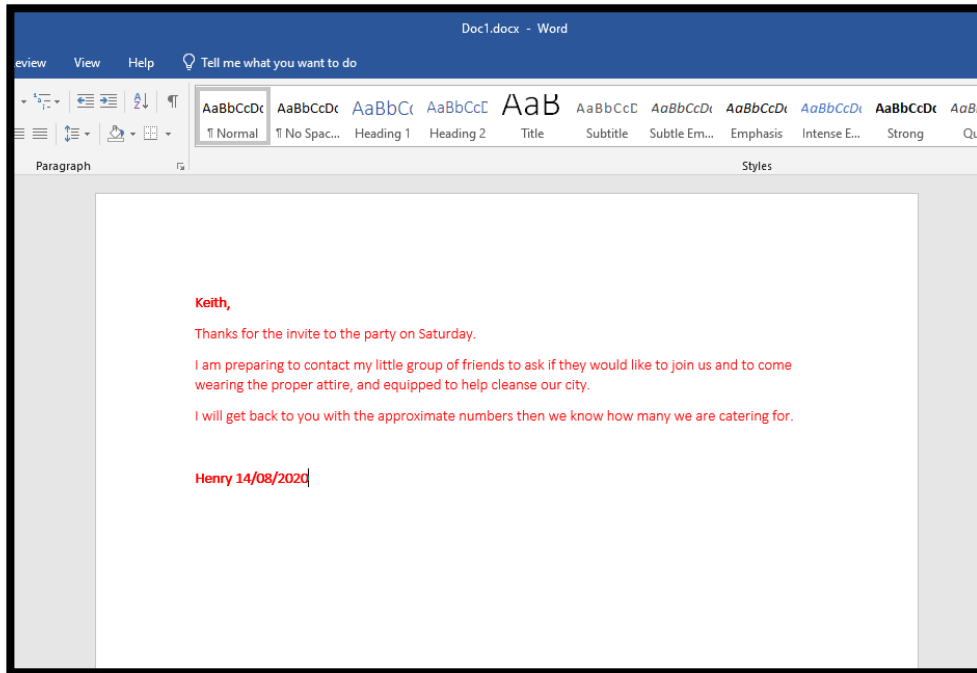 Doc1.docx - Word
eview View Help Tell me what you want to do
AaBbCcDc AaBbCcDc AaBbC( AaBbCcC AaB AaBbCcD AaBbCcDc AaBbCcDc AaBbCcDc AaBbCcDc AaBb
¶ Normal ¶ No Spac... Heading 1 Heading 2 Title Subtitle Subtle Em... Emphasis Intense E... Strong Qu
Paragraph Styles
Keith,
Thanks for the invite to the party on Saturday.
I am preparing to contact my little group of friends to ask if they would like to join us and to come
wearing the proper attire, and equipped to help cleanse our city.
I will get back to you with the approximate numbers then we know how many we are catering for.
Henry 14/08/2020